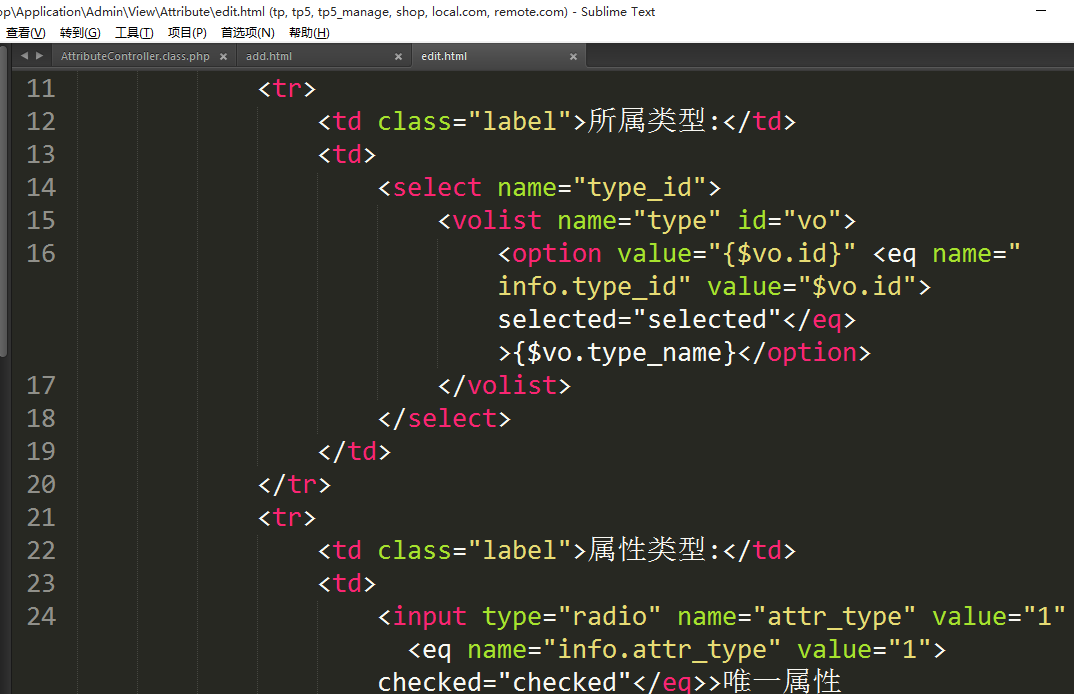 op\Application\Admin\View\Attribute\edit.html (tp, tp5, tp5_manage, shop, local.com, remote.com) - Sublime Text
查看(V) 转到(G) 工具(T) 项目(P) 首选项(N) 帮助(H)
AttributeController.class.php × add.html × edit.html ×
11 <tr>
12 <td class="label">所属类型:</td>
13 <td>
14 <select name="type_id">
15 <volist name="type" id="vo">
16 <option value="{$vo.id}" <eq name="
info.type_id" value="$vo.id">
selected="selected"</eq>
>{$vo.type_name}</option>
17 </volist>
18 </select>
19 </td>
20 </tr>
21 <tr>
22 <td class="label">属性类型:</td>
23 <td>
24 <input type="radio" name="attr_type" value="1"
<eq name="info.attr_type" value="1">
checked="checked"</eq>>唯一属性